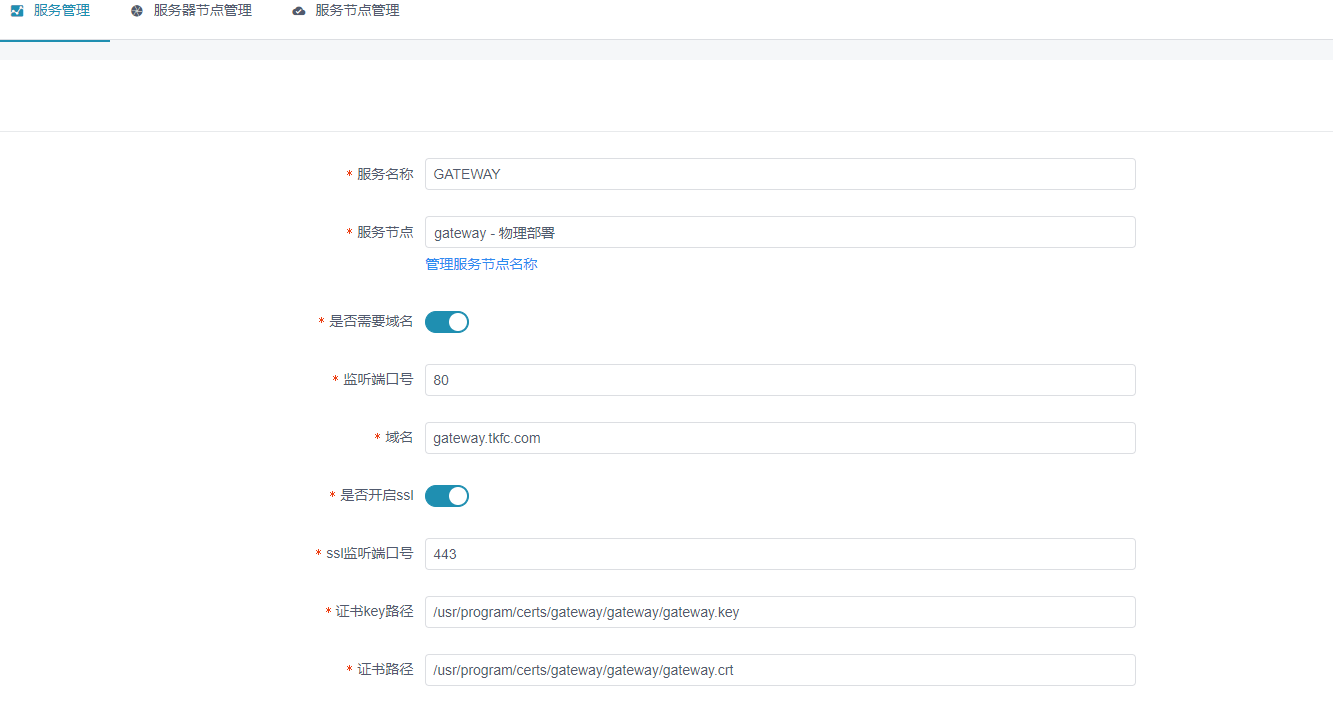 服务管理 服务器节点管理 服务节点管理
* 服务名称 GATEWAY
* 服务节点 gateway - 物理部署
管理服务节点名称
* 是否需要域名
* 监听端口号 80
* 域名 gateway.tkfc.com
* 是否开启ssl
* ssl监听端口号 443
* 证书key路径 /usr/program/certs/gateway/gateway/gateway.key
* 证书路径 /usr/program/certs/gateway/gateway/gateway.crt